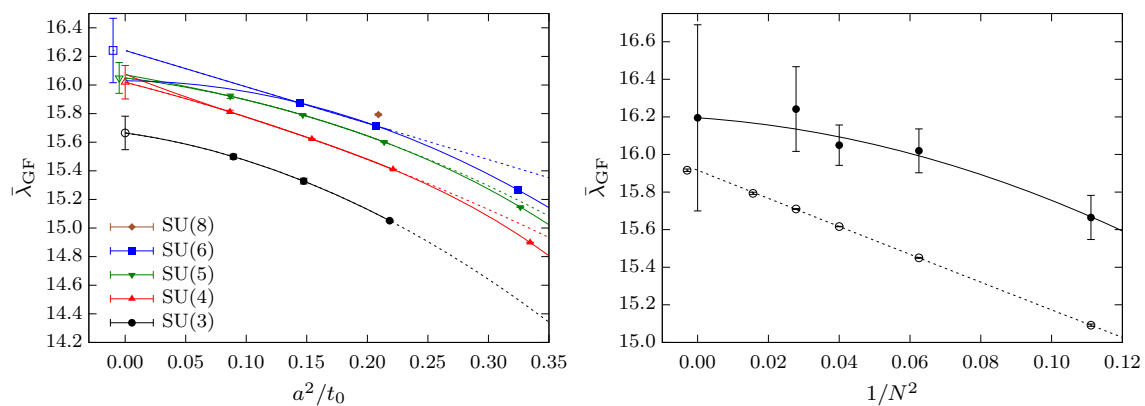 16.4
16.2
16.0
15.8
15.6
15.4
15.2
15.0
14.8
14.6
14.4
14.2
λ̄GF
SU(8)
SU(6)
SU(5)
SU(4)
SU(3)
0.00 0.05 0.10 0.15 0.20 0.25 0.30 0.35
a²/t₀
16.6
16.4
16.2
16.0
15.8
15.6
15.4
15.2
15.0
λ̄GF
0.00 0.02 0.04 0.06 0.08 0.10 0.12
1/N²